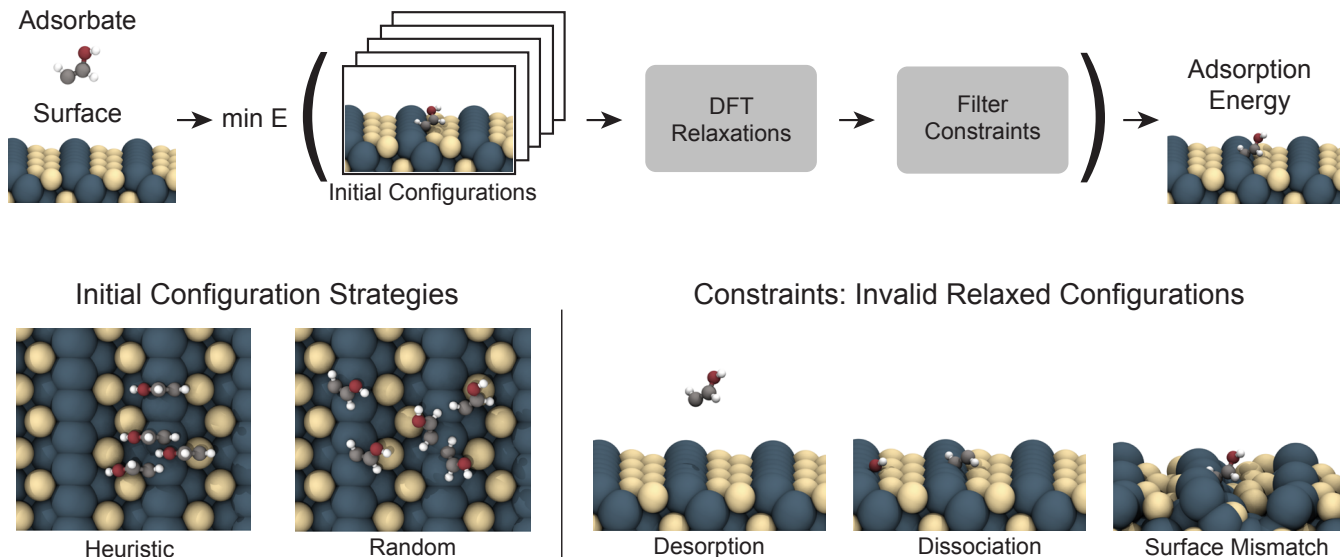 Adsorbate
Surface
min E
Initial Configurations
DFT
Relaxations
Filter
Constraints
Adsorption
Energy
Initial Configuration Strategies
Heuristic
Random
Constraints: Invalid Relaxed Configurations
Desorption
Dissociation
Surface Mismatch